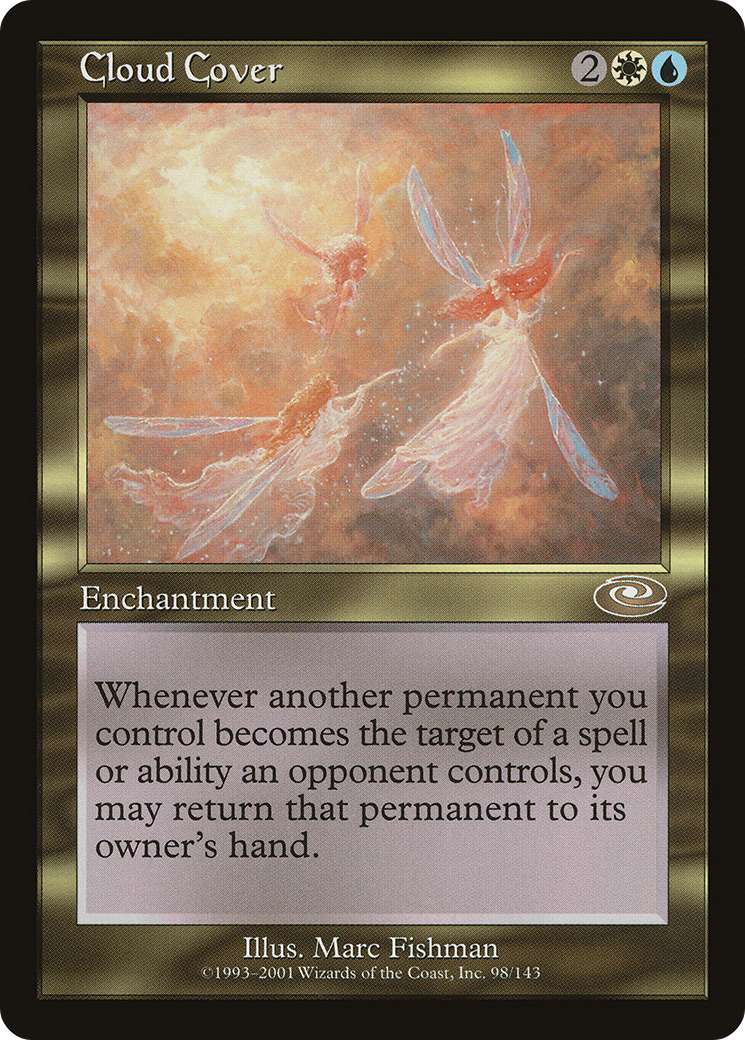 Cloud Cover 2
Enchantment
Whenever another permanent you
control becomes the target of a spell
or ability an opponent controls, you
may return that permanent to its
owner's hand.
Illus. Marc Fishman
©1993–2001 Wizards of the Coast, Inc. 98/143